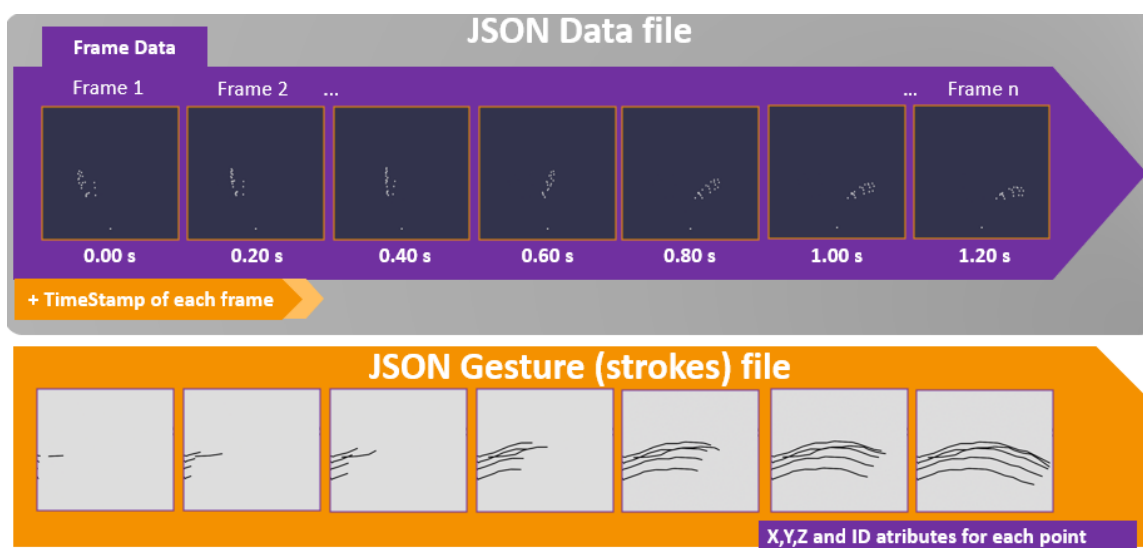 JSON Data file
Frame Data
Frame 1 Frame 2 ... ... Frame n
0.00 s 0.20 s 0.40 s 0.60 s 0.80 s 1.00 s 1.20 s
+ TimeStamp of each frame
JSON Gesture (strokes) file
X,Y,Z and ID atributes for each point